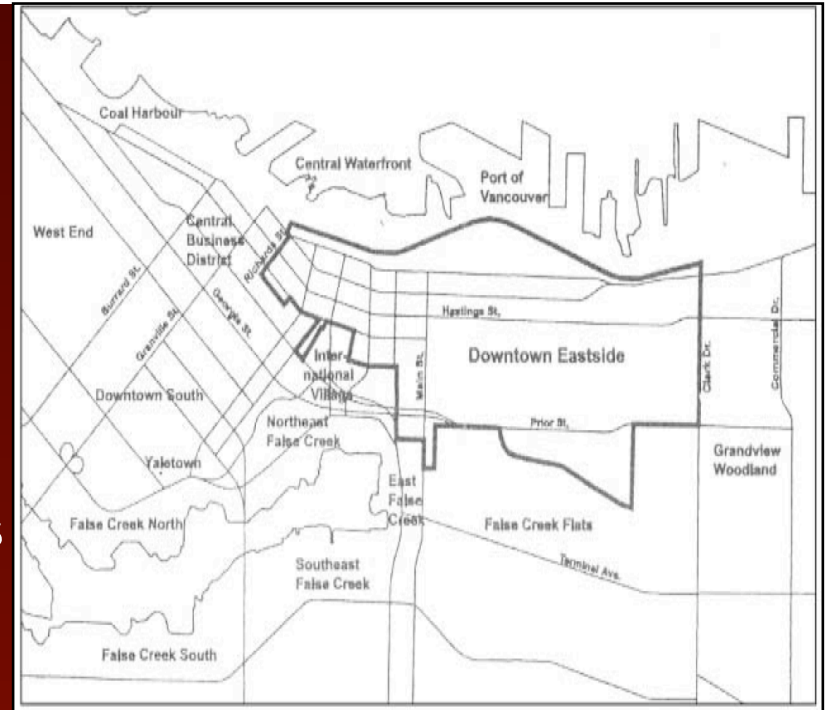 Coal Harbour
Central Waterfront
Port of
Vancouver
West End
Central
Business
District
Richards St.
Burrard St.
Granville St.
Georgia St.
Hastings St.
Main St.
Downtown Eastside
Clark Dr.
Commercial Dr.
Inter-
national
Village
Downtown South
Northeast
False Creek
Prior St.
Yaletown
Grandview
Woodland
East
False
Creek
False Creek North
False Creek Flats
Southeast
False Creek
Terminal Ave.
False Creek South